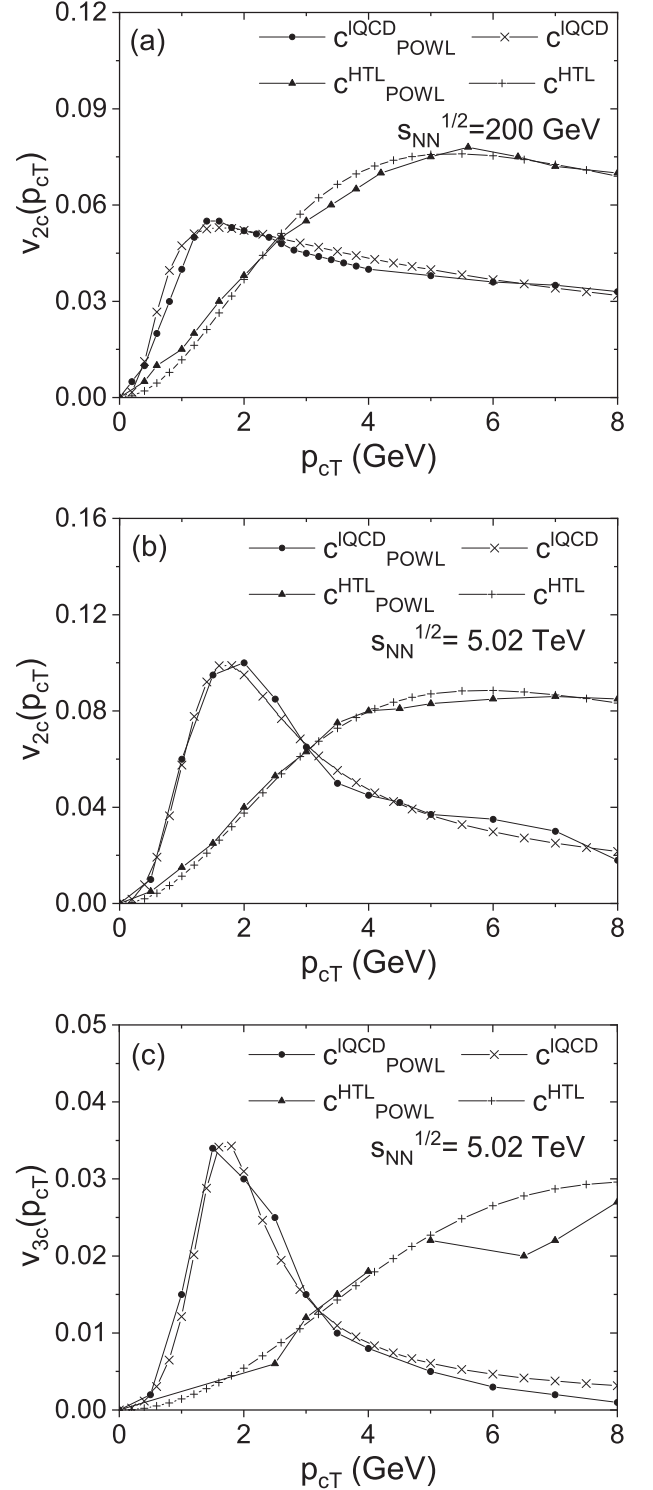 0.12
(a)
c^lQCD_POWL c^lQCD
c^HTL_POWL c^HTL
s_NN^1/2=200 GeV
0.09
0.06
0.03
0.00
v_2c(p_cT)
0 2 4 6 8
p_cT (GeV)
0.16
(b)
c^lQCD_POWL c^lQCD
c^HTL_POWL c^HTL
s_NN^1/2= 5.02 TeV
0.12
0.08
0.04
0.00
v_2c(p_cT)
0 2 4 6 8
p_cT (GeV)
0.05
(c)
c^lQCD_POWL c^lQCD
c^HTL_POWL c^HTL
s_NN^1/2= 5.02 TeV
0.04
0.03
0.02
0.01
0.00
v_3c(p_cT)
0 2 4 6 8
p_cT (GeV)